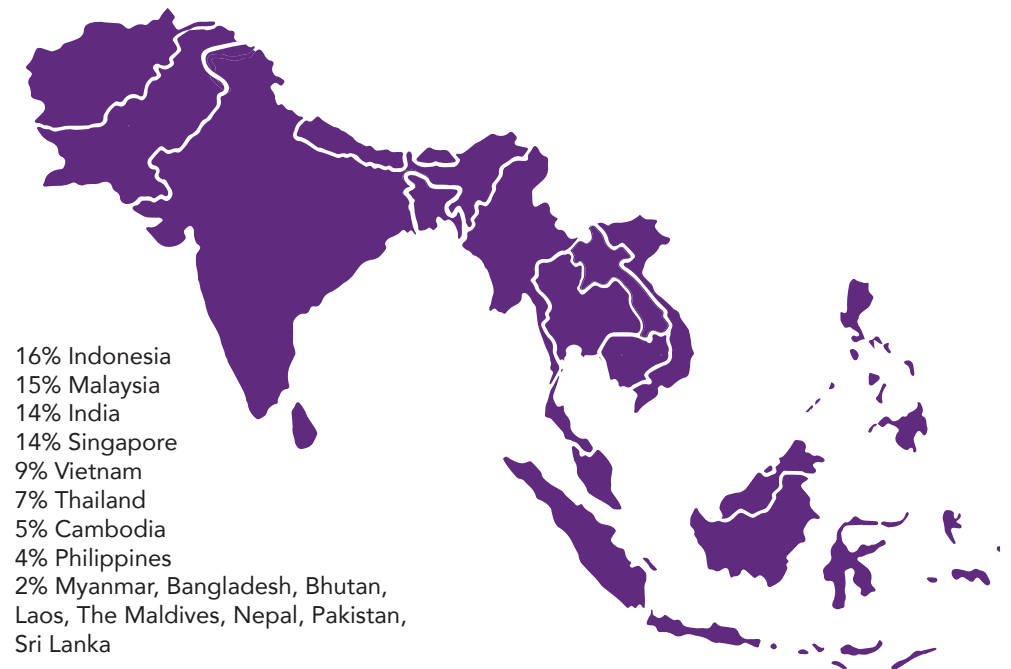 16% Indonesia
15% Malaysia
14% India
14% Singapore
9% Vietnam
7% Thailand
5% Cambodia
4% Philippines
2% Myanmar, Bangladesh, Bhutan,
Laos, The Maldives, Nepal, Pakistan,
Sri Lanka